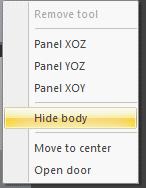 Remove tool
Panel XOZ
Panel YOZ
Panel XOY
Hide body
Move to center
Open door